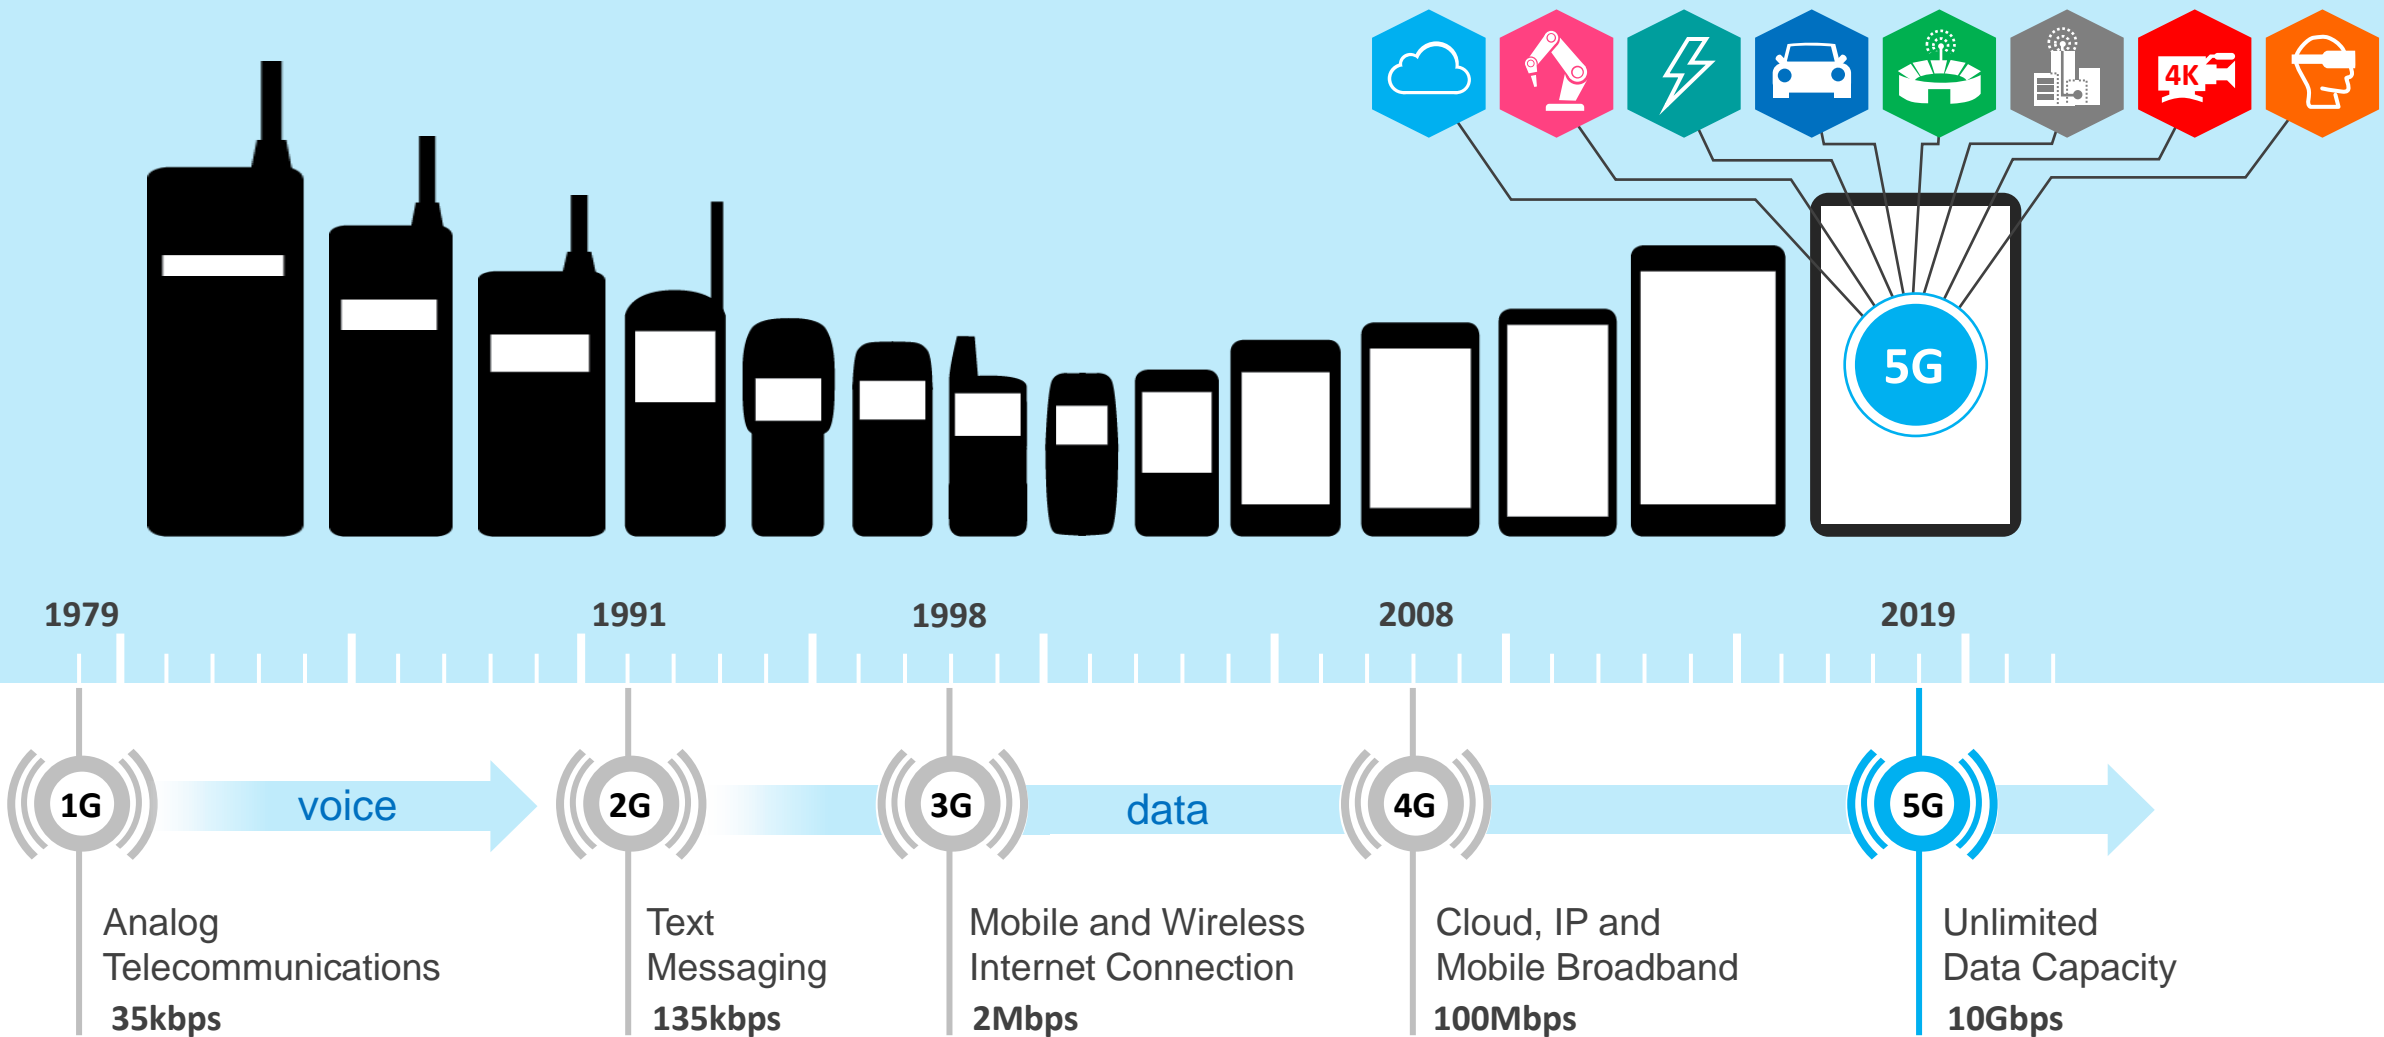 4K
5G
1979
1991
1998
2008
2019
1G
voice
2G
3G
data
4G
5G
Analog
Telecommunications
35kbps
Text
Messaging
135kbps
Mobile and Wireless
Internet Connection
2Mbps
Cloud, IP and
Mobile Broadband
100Mbps
Unlimited
Data Capacity
10Gbps